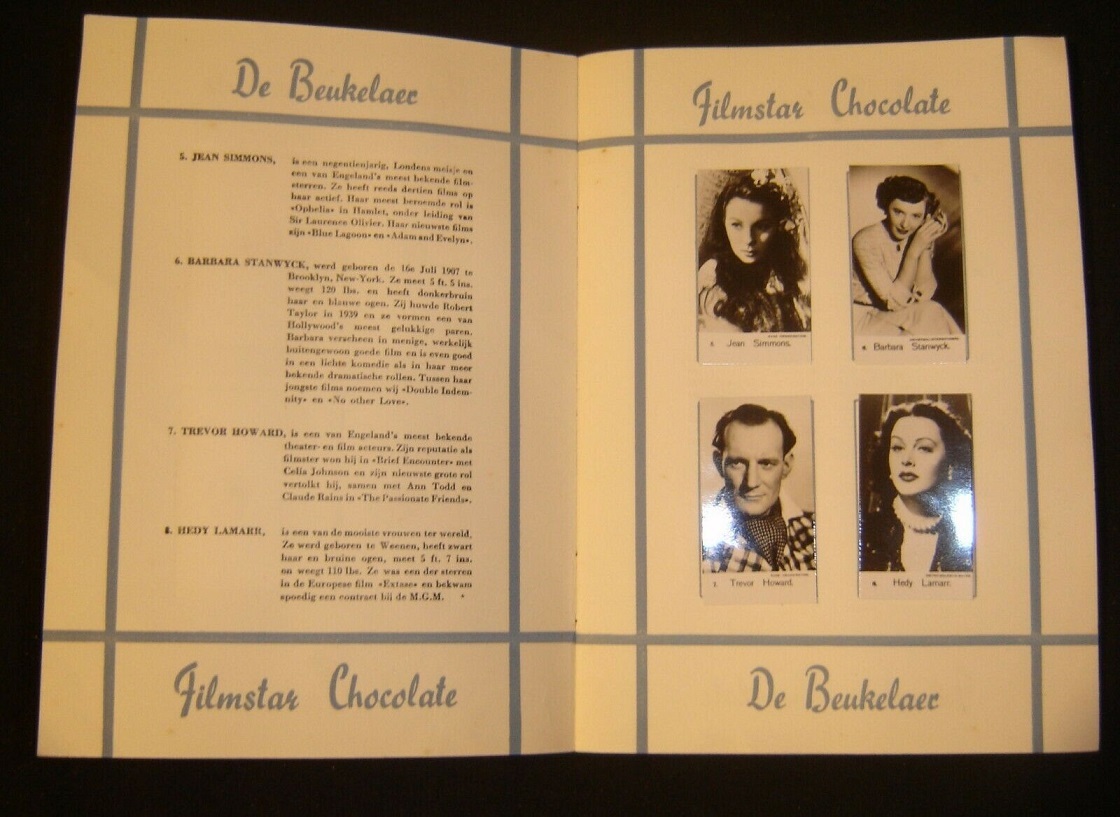 De Beukelaer
5. JEAN SIMMONS, is een negentienjarig, Londens meisje en
een van Engeland's meest bekende film-
sterren. Ze heeft reeds dertien films op
haar actief. Haar meest beroemde rol is
«Ophelia» in Hamlet, onder leiding van
Sir Laurence Olivier. Haar nieuwste films
zijn «Blue Lagoon» en «Adam and Evelyn».
6. BARBARA STANWYCK, werd geboren de 16e Juli 1907 te
Brooklyn, New-York. Ze meet 5 ft. 5 ins.
weegt 120 lbs. en heeft donkerbruin
haar en blauwe ogen. Zij huwde Robert
Taylor in 1939 en ze vormen een van
Hollywood's meest gelukkige paren.
Barbara verscheen in menige, werkelijk
buitengewoon goede film en is even goed
in een lichte komedie als in haar meer
bekende dramatische rollen. Tussen haar
jongste films noemen wij «Double Indem-
nity» en «No other Love».
7. TREVOR HOWARD, is een van Engeland's meest bekende
theater- en film acteurs. Zijn reputatie als
filmster won hij in «Brief Encounter» met
Celia Johnson en zijn nieuwste grote rol
vertolkt hij, samen met Ann Todd en
Claude Rains in «The Passionate Friends».
8. HEDY LAMARR, is een van de mooiste vrouwen ter wereld.
Ze werd geboren te Weenen, heeft zwart
haar en bruine ogen, meet 5 ft. 7 ins.
en weegt 110 lbs. Ze was een der sterren
in de Europese film «Extase» en bekwam
spoedig een contract bij de M.G.M.
Filmstar Chocolate
Filmstar Chocolate
Jean Simmons.
Barbara Stanwyck.
7. Trevor Howard.
Hedy Lamarr.
De Beukelaer